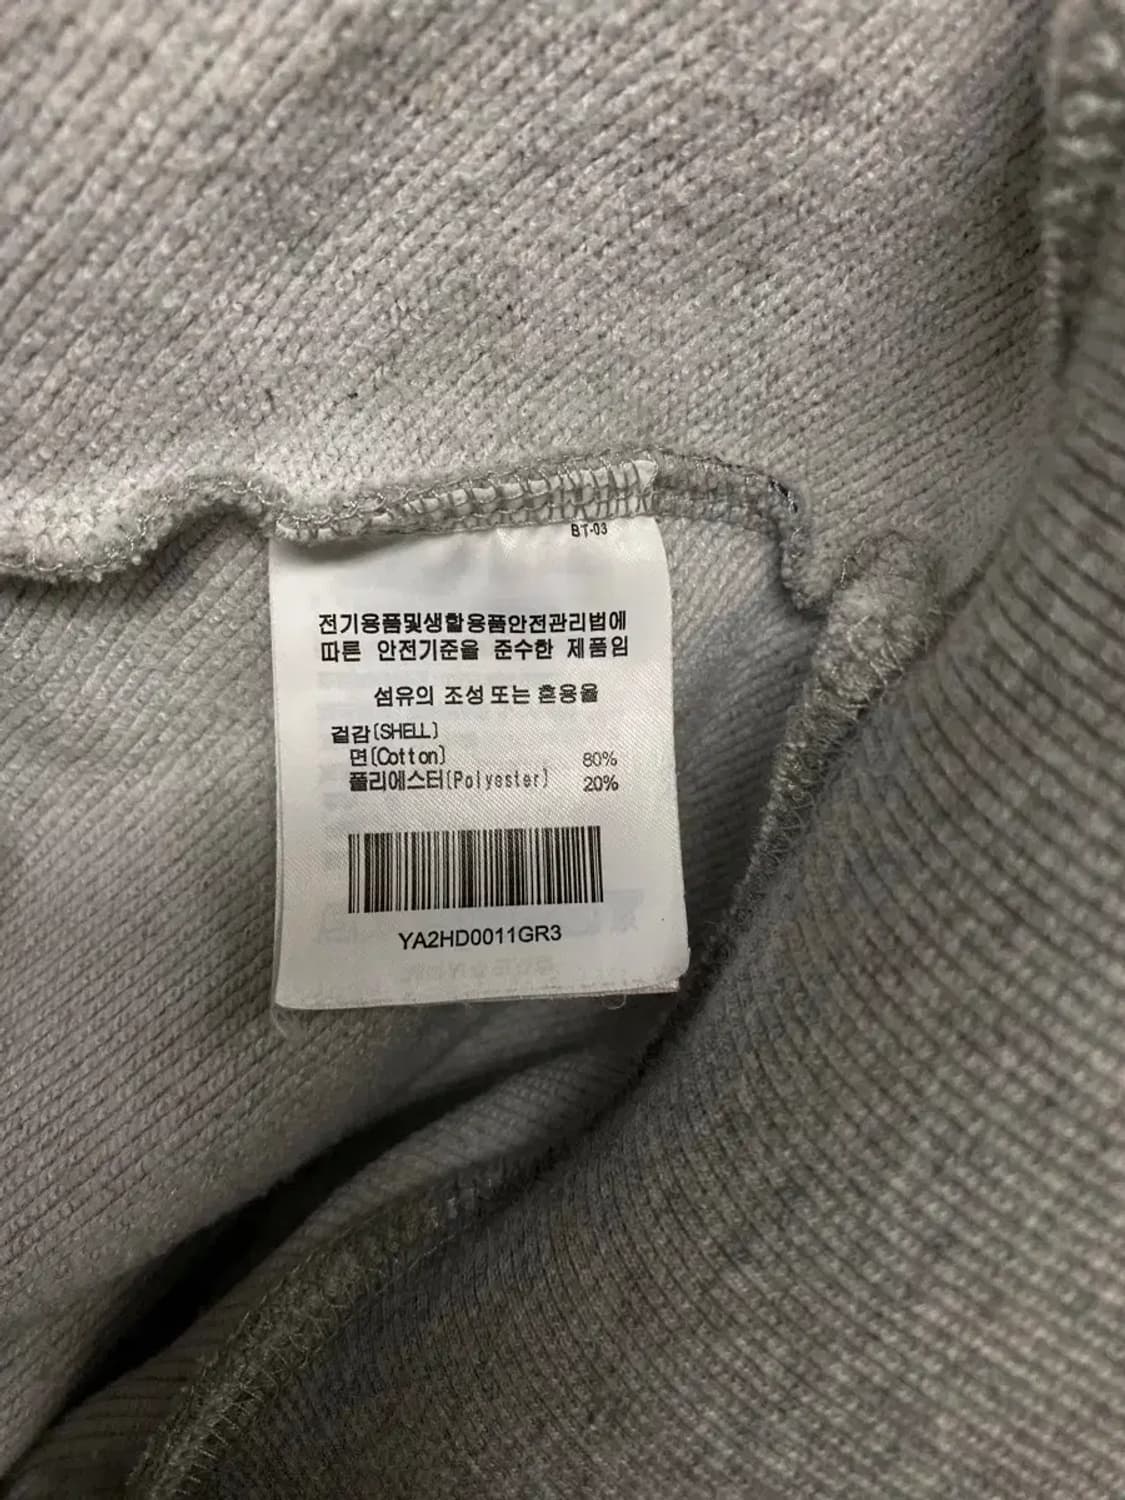 BT-03
전기용품및생활용품안전관리법에
따른 안전기준을 준수한 제품임
섬유의 조성 또는 혼용율
겉감(SHELL)
면(Cotton) 80%
폴리에스터(Polyester) 20%
YA2HD0011GR3